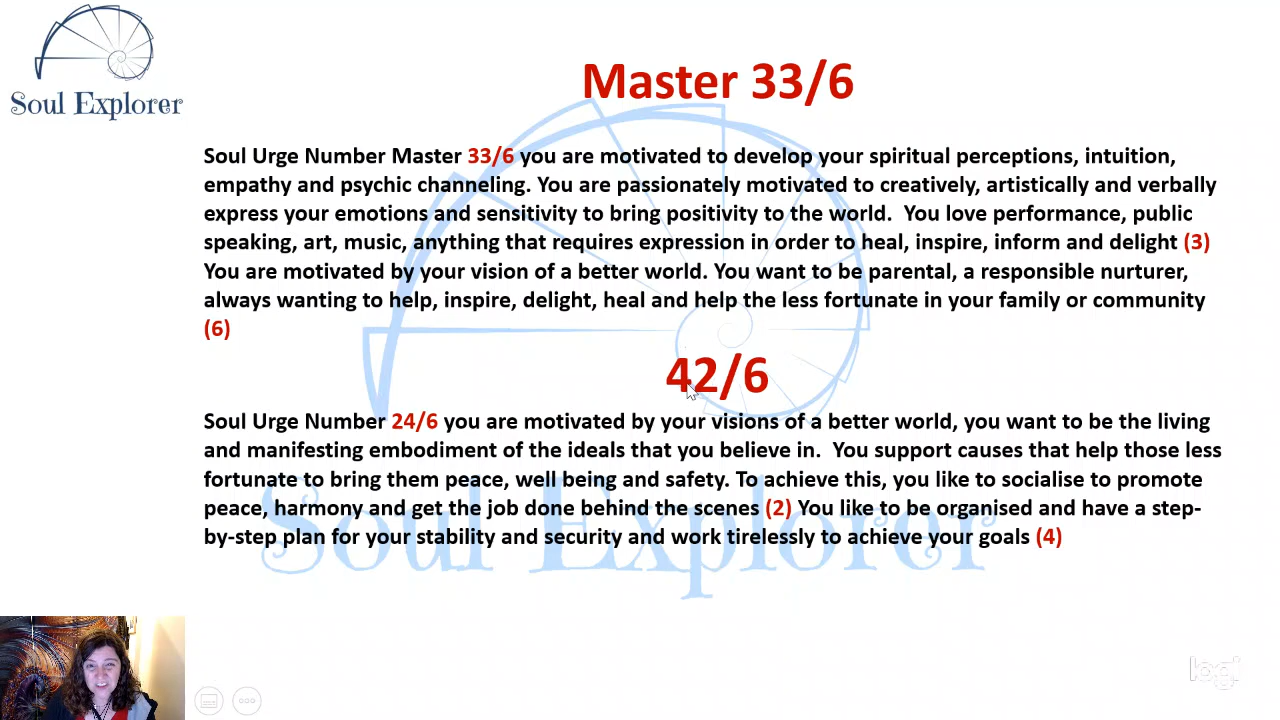 Soul Explorer
Master 33/6
Soul Urge Number Master 33/6 you are motivated to develop your spiritual perceptions, intuition,
empathy and psychic channeling. You are passionately motivated to creatively, artistically and verbally
express your emotions and sensitivity to bring positivity to the world.  You love performance, public
speaking, art, music, anything that requires expression in order to heal, inspire, inform and delight (3)
You are motivated by your vision of a better world. You want to be parental, a responsible nurturer,
always wanting to help, inspire, delight, heal and help the less fortunate in your family or community
(6)
42/6
Soul Urge Number 24/6 you are motivated by your visions of a better world, you want to be the living
and manifesting embodiment of the ideals that you believe in.  You support causes that help those less
fortunate to bring them peace, well being and safety. To achieve this, you like to socialise to promote
peace, harmony and get the job done behind the scenes (2) You like to be organised and have a step-
by-step plan for your stability and security and work tirelessly to achieve your goals (4)
Soul Explorer
logi